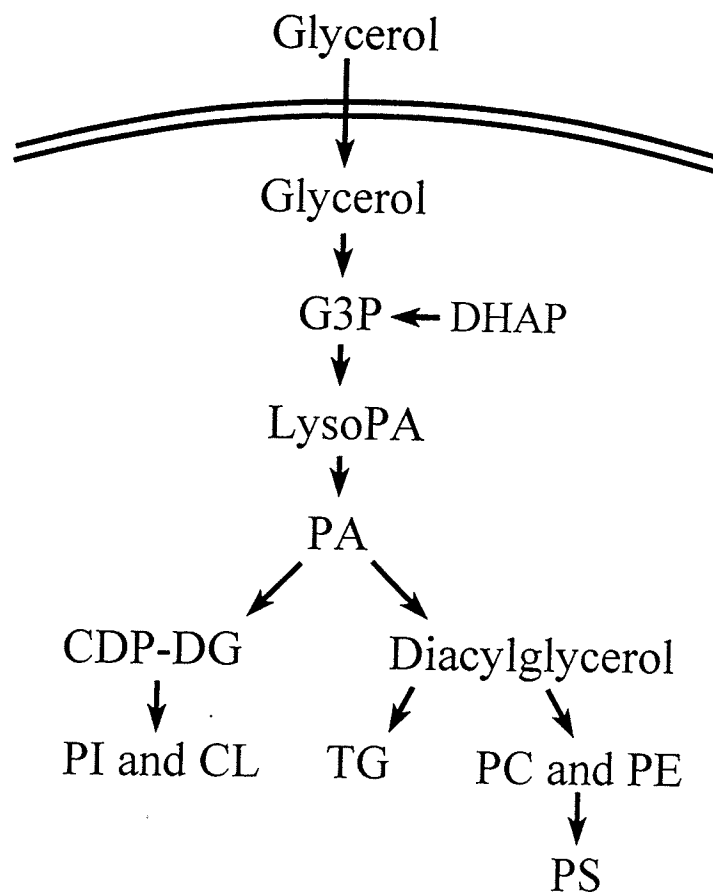 Glycerol
Glycerol
G3P DHAP
LysoPA
PA
CDP-DG Diacylglycerol
PI and CL TG PC and PE
PS